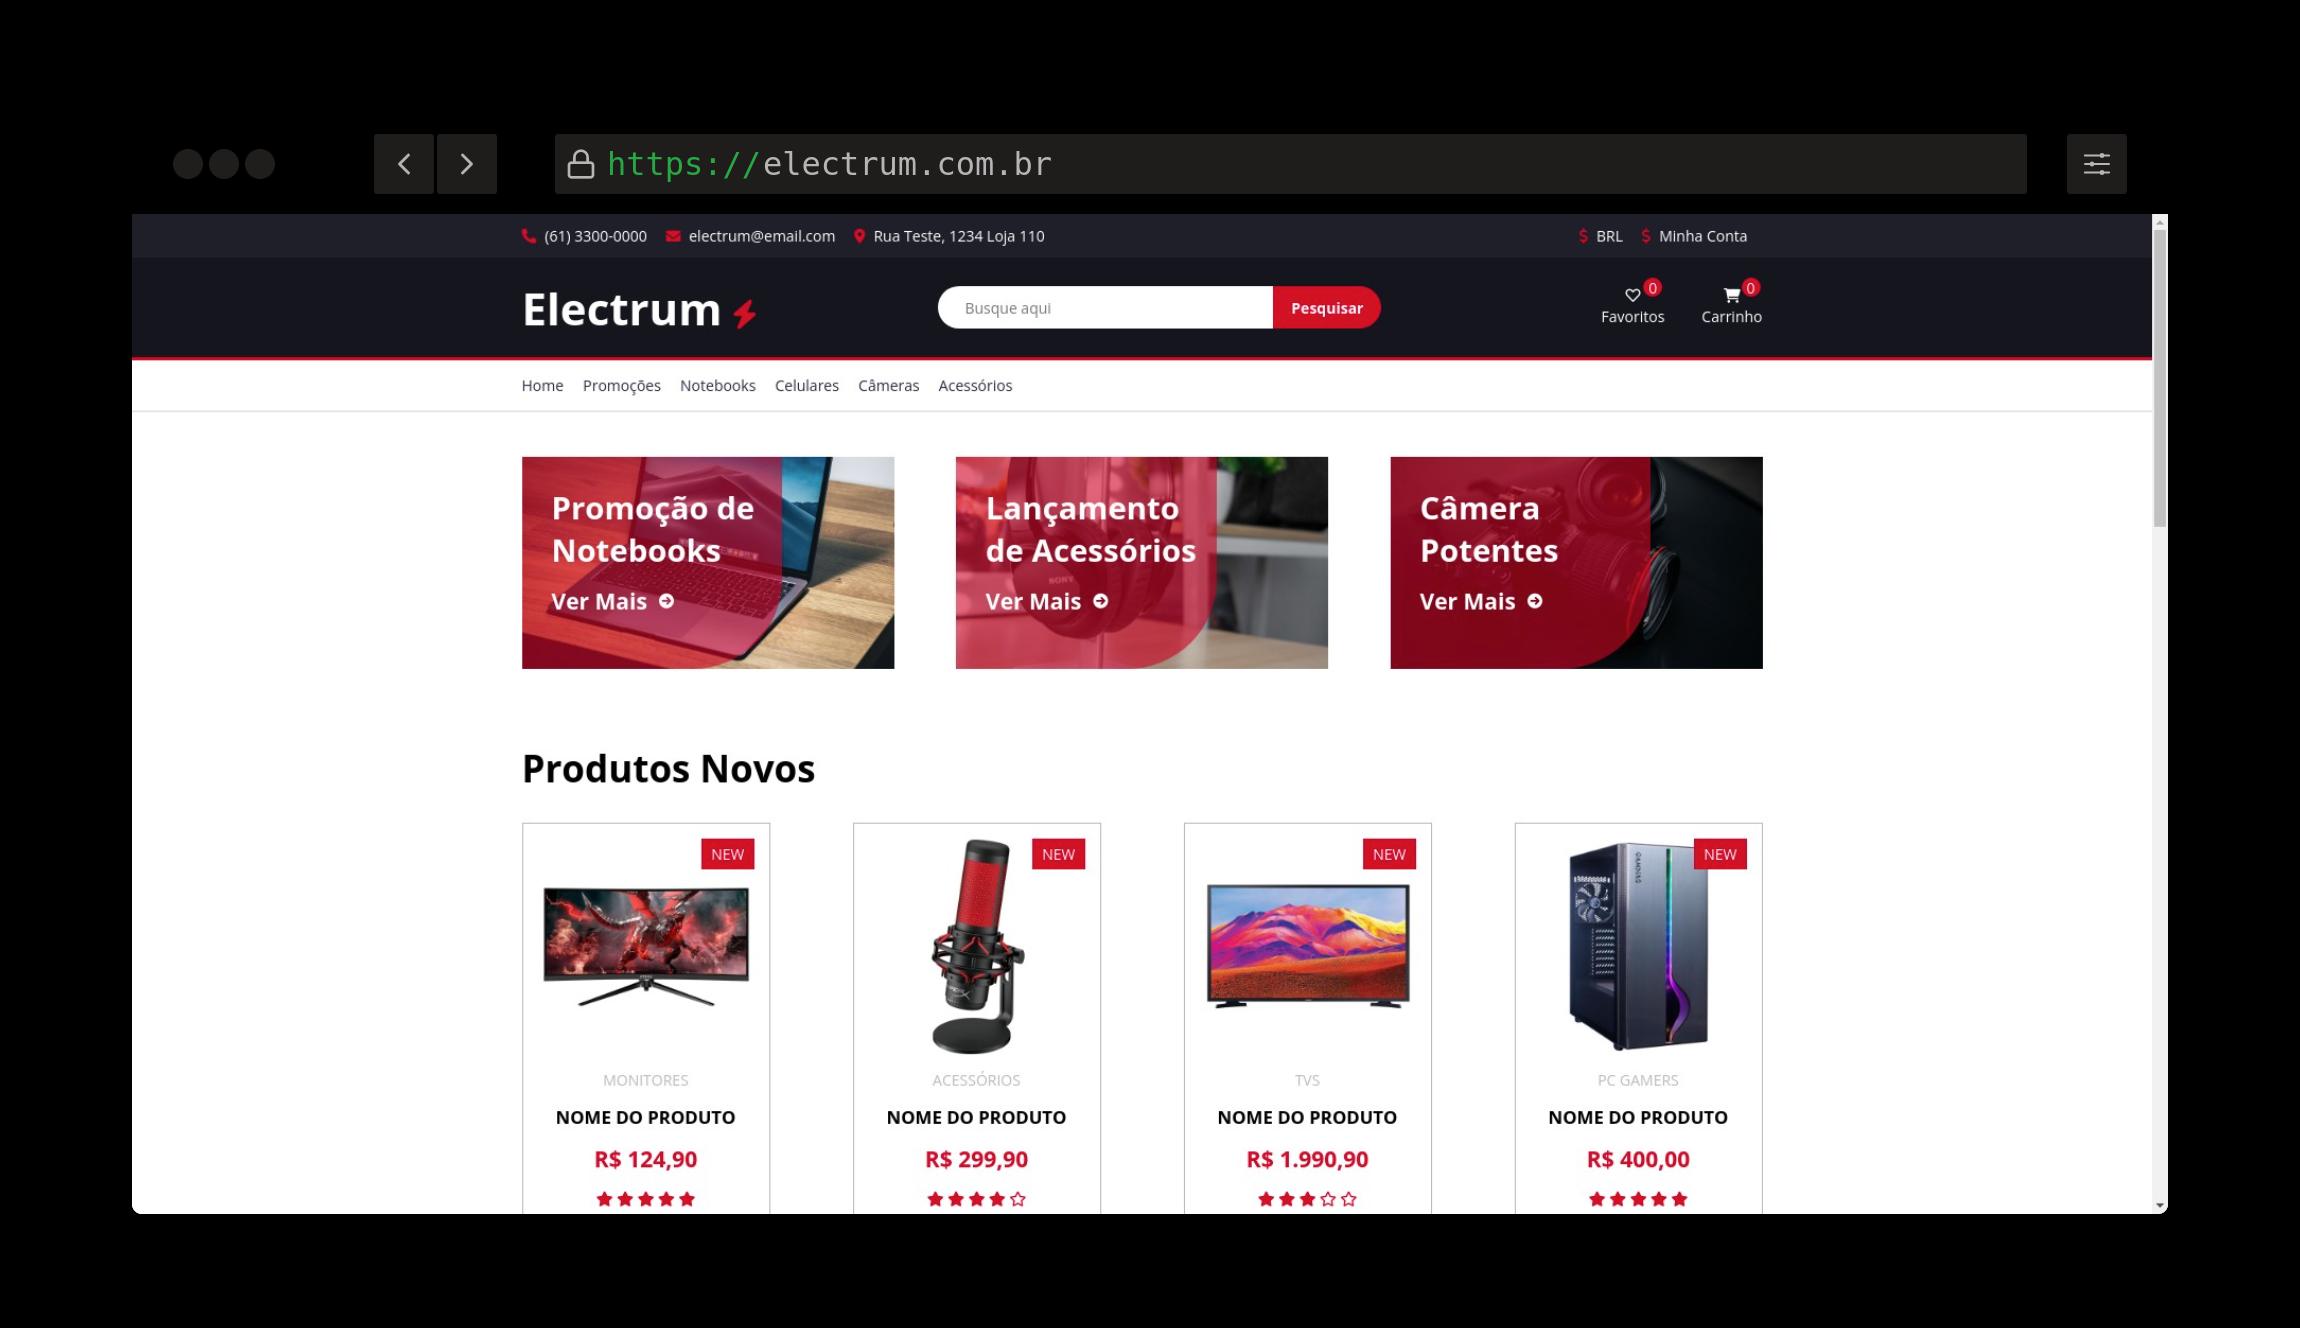 https://electrum.com.br
(61) 3300-0000 electrum@email.com Rua Teste, 1234 Loja 110 BRL Minha Conta
Electrum Busque aqui Pesquisar 0 Favoritos 0 Carrinho
Home Promoções Notebooks Celulares Câmeras Acessórios
Promoção de
Notebooks
Ver Mais
Lançamento
de Acessórios
Ver Mais
SONY
Câmera
Potentes
Ver Mais
Produtos Novos
NEW NEW NEW NEW
GAMING
MONITORES ACESSÓRIOS TVS PC GAMERS
NOME DO PRODUTO NOME DO PRODUTO NOME DO PRODUTO NOME DO PRODUTO
R$ 124,90 R$ 299,90 R$ 1.990,90 R$ 400,00